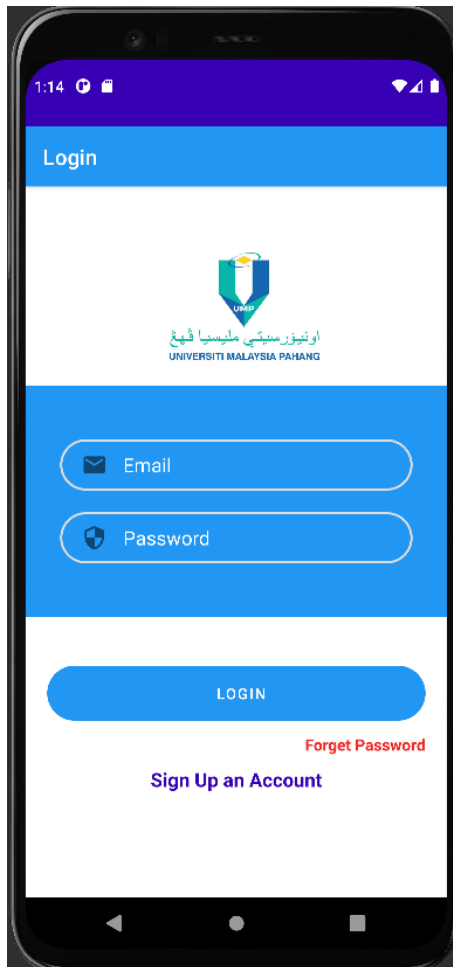 1:14
Login
UMP
اونيۏرسيتي مليسيا ڤهڠ
UNIVERSITI MALAYSIA PAHANG
Email
Password
LOGIN
Forget Password
Sign Up an Account